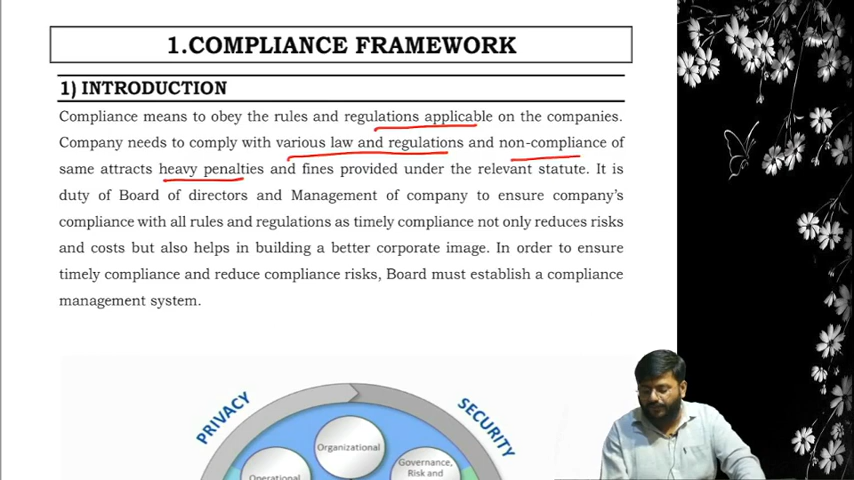 1.COMPLIANCE FRAMEWORK
1) INTRODUCTION
Compliance means to obey the rules and regulations applicable on the companies.
Company needs to comply with various law and regulations and non-compliance of
same attracts heavy penalties and fines provided under the relevant statute. It is
duty of Board of directors and Management of company to ensure company's
compliance with all rules and regulations as timely compliance not only reduces risks
and costs but also helps in building a better corporate image. In order to ensure
timely compliance and reduce compliance risks, Board must establish a compliance
management system.
PRIVACY
SECURITY
Organizational
Governance,
Risk and
Operational